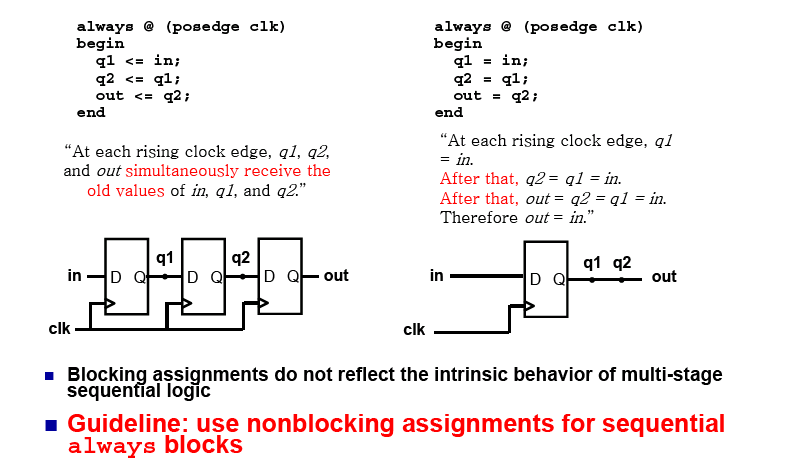 always @ (posedge clk)
begin
q1 <= in;
q2 <= q1;
out <= q2;
end
“At each rising clock edge, q1, q2,
and out simultaneously receive the
old values of in, q1, and q2.”
q1
q2
in
D Q
D Q
D Q
out
clk
always @ (posedge clk)
begin
q1 = in;
q2 = q1;
out = q2;
end
“At each rising clock edge, q1
= in.
After that, q2 = q1 = in.
After that, out = q2 = q1 = in.
Therefore out = in.”
q1 q2
in
D Q
out
clk
Blocking assignments do not reflect the intrinsic behavior of multi-stage
sequential logic
Guideline: use nonblocking assignments for sequential
always blocks